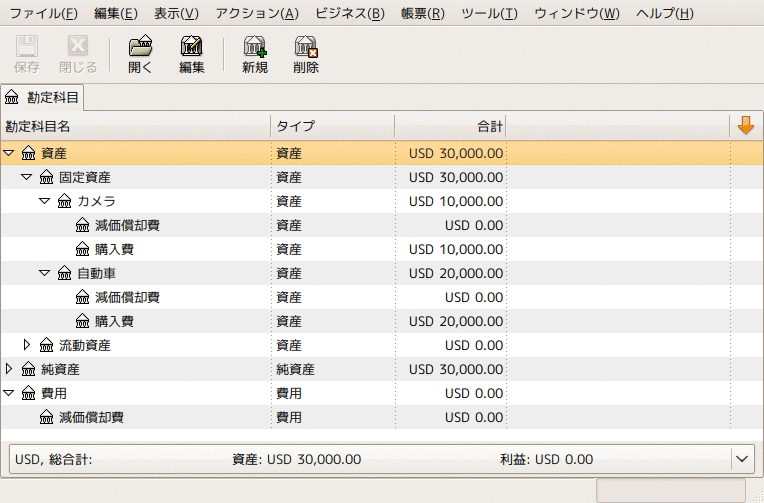 ファイル(F) 編集(E) 表示(V) アクション(A) ビジネス(B) 帳票(R) ツール(T) ウィンドウ(W) ヘルプ(H)
保存 閉じる 開く 編集 新規 削除
勘定科目
勘定科目名 タイプ 合計
資産 資産 USD 30,000.00
固定資産 資産 USD 30,000.00
カメラ 資産 USD 10,000.00
減価償却費 資産 USD 0.00
購入費 資産 USD 10,000.00
自動車 資産 USD 20,000.00
減価償却費 資産 USD 0.00
購入費 資産 USD 20,000.00
流動資産 資産 USD 0.00
純資産 純資産 USD 30,000.00
費用 費用 USD 0.00
減価償却費 費用 USD 0.00
USD, 総合計: 資産: USD 30,000.00 利益: USD 0.00